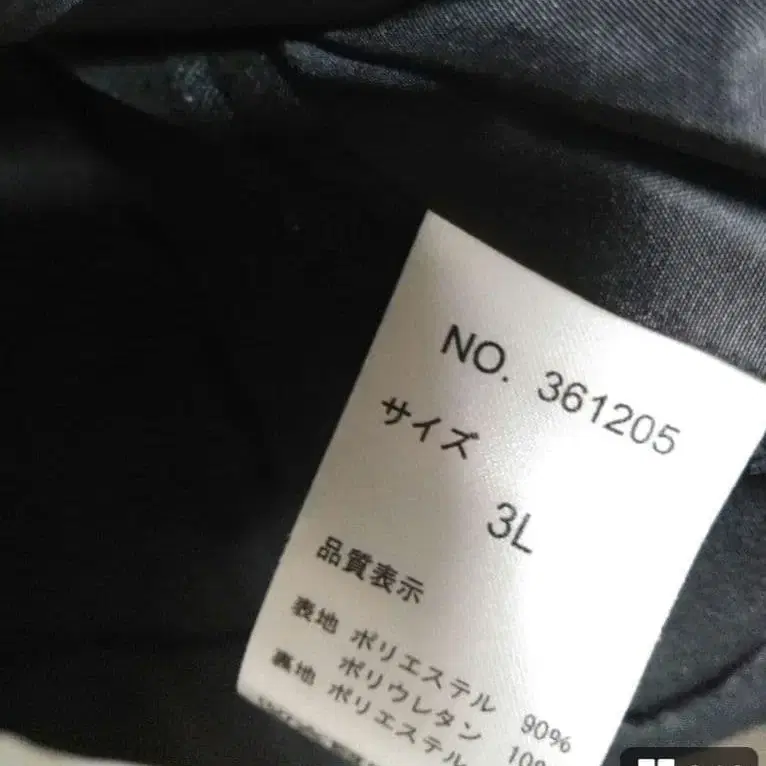 NO. 361205
サイズ
3L
品質表示
表地 ポリエステル 90%
ポリウレタン 10%
裏地 ポリエステル